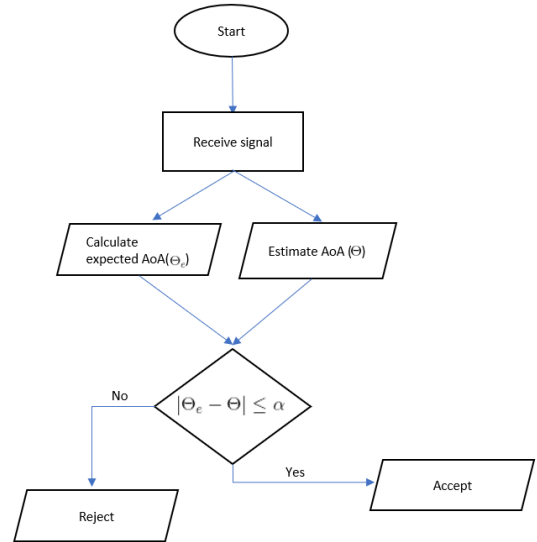 Start
Receive signal
Calculate
expected AoA(Θₑ)
Estimate AoA (Θ)
|Θₑ − Θ| ≤ α
No
Yes
Accept
Reject